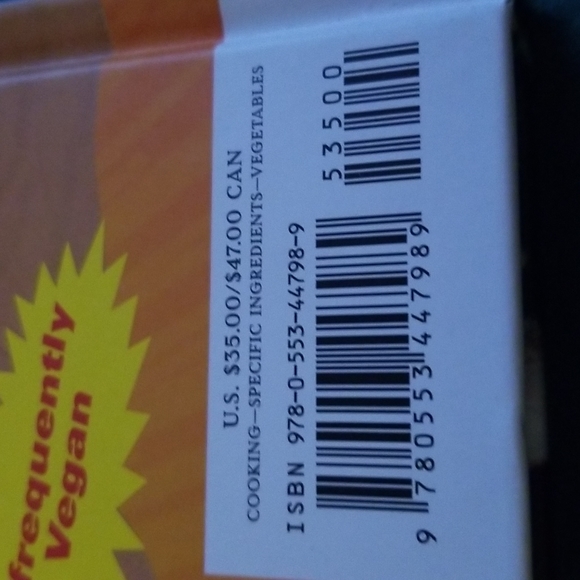 frequently
Vegan
U.S. $35.00/$47.00 CAN
COOKING—SPECIFIC INGREDIENTS—VEGETABLES
ISBN 978-0-553-44798-9
53500
9 780553 447989